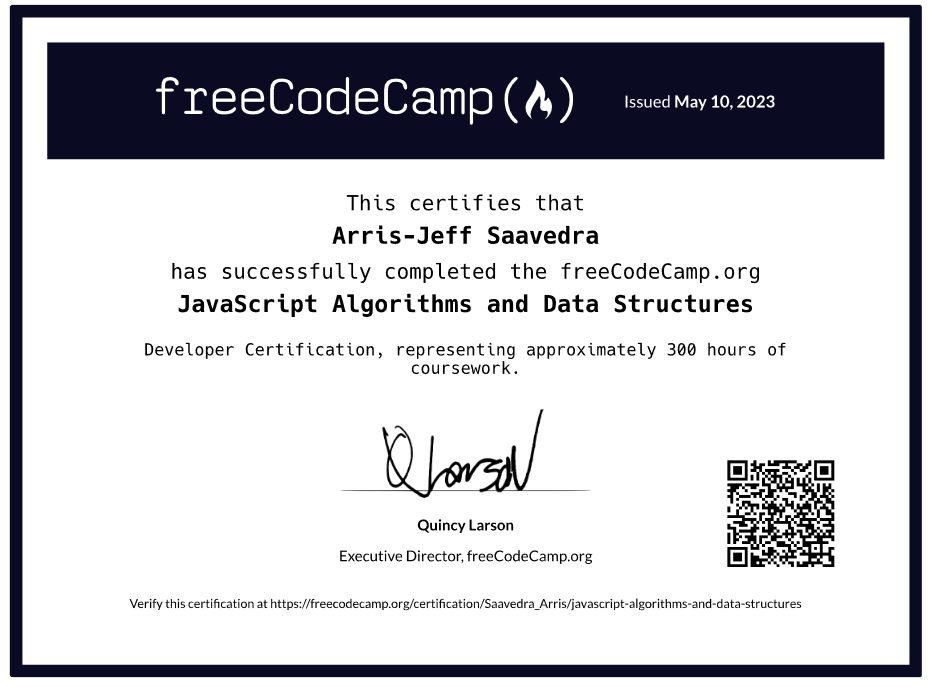 freeCodeCamp(🔥)
Issued May 10, 2023
This certifies that
Arris-Jeff Saavedra
has successfully completed the freeCodeCamp.org
JavaScript Algorithms and Data Structures
Developer Certification, representing approximately 300 hours of
coursework.
Q Larson
Quincy Larson
Executive Director, freeCodeCamp.org
Verify this certification at https://freecodecamp.org/certification/Saavedra_Arris/javascript-algorithms-and-data-structures